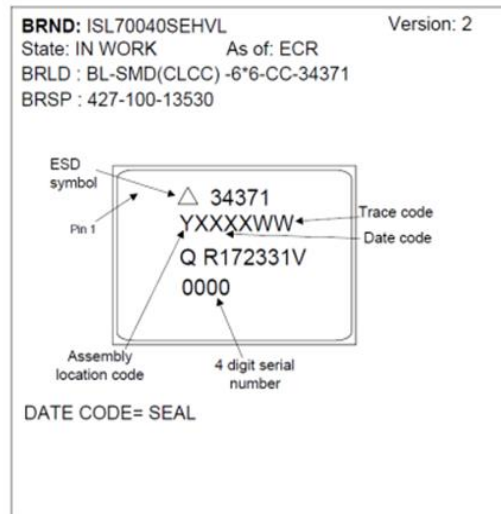 BRND: ISL70040SEHVL Version: 2
State: IN WORK As of: ECR
BRLD : BL-SMD(CLCC) -6*6-CC-34371
BRSP : 427-100-13530
ESD
symbol
34371
Pin 1
YXXXXWW
Trace code
Date code
Q R172331V
0000
Assembly
location code
4 digit serial
number
DATE CODE= SEAL